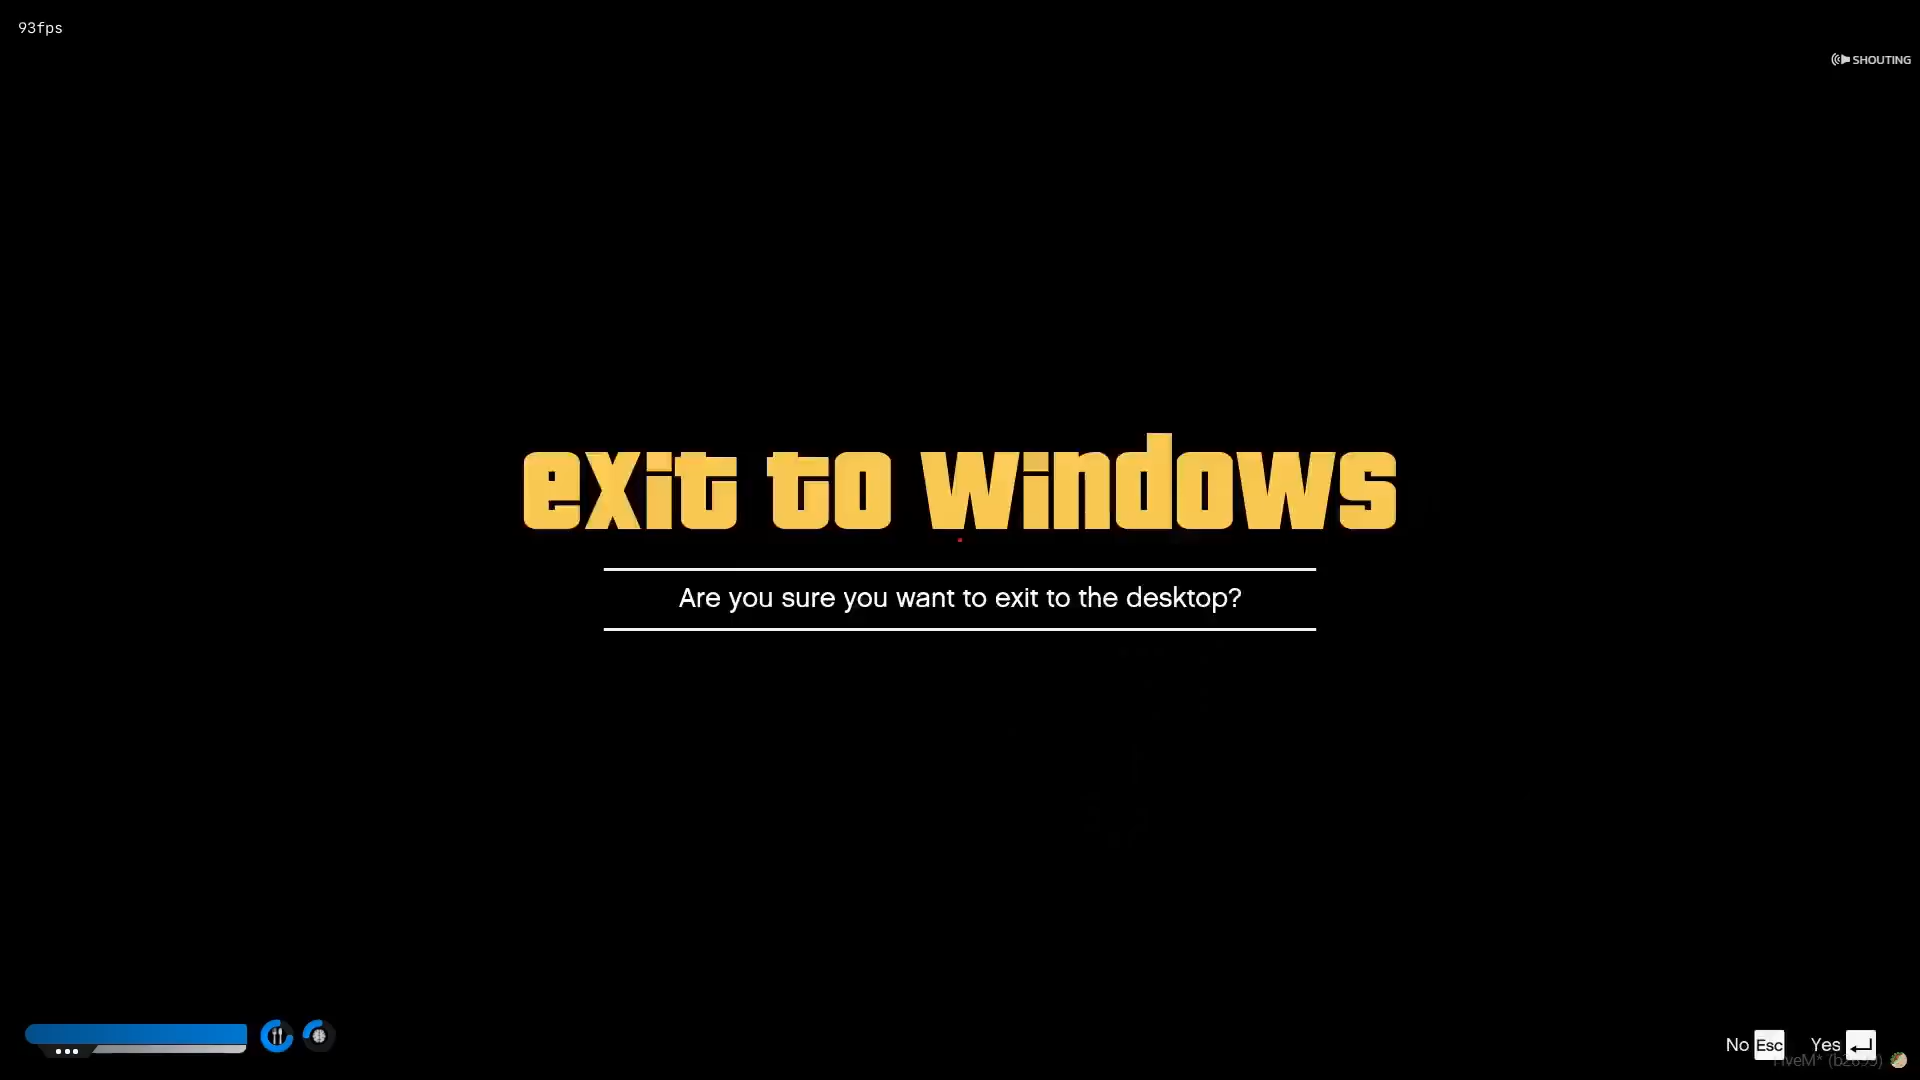 93fps
SHOUTING
exit to windows
Are you sure you want to exit to the desktop?
No Esc Yes